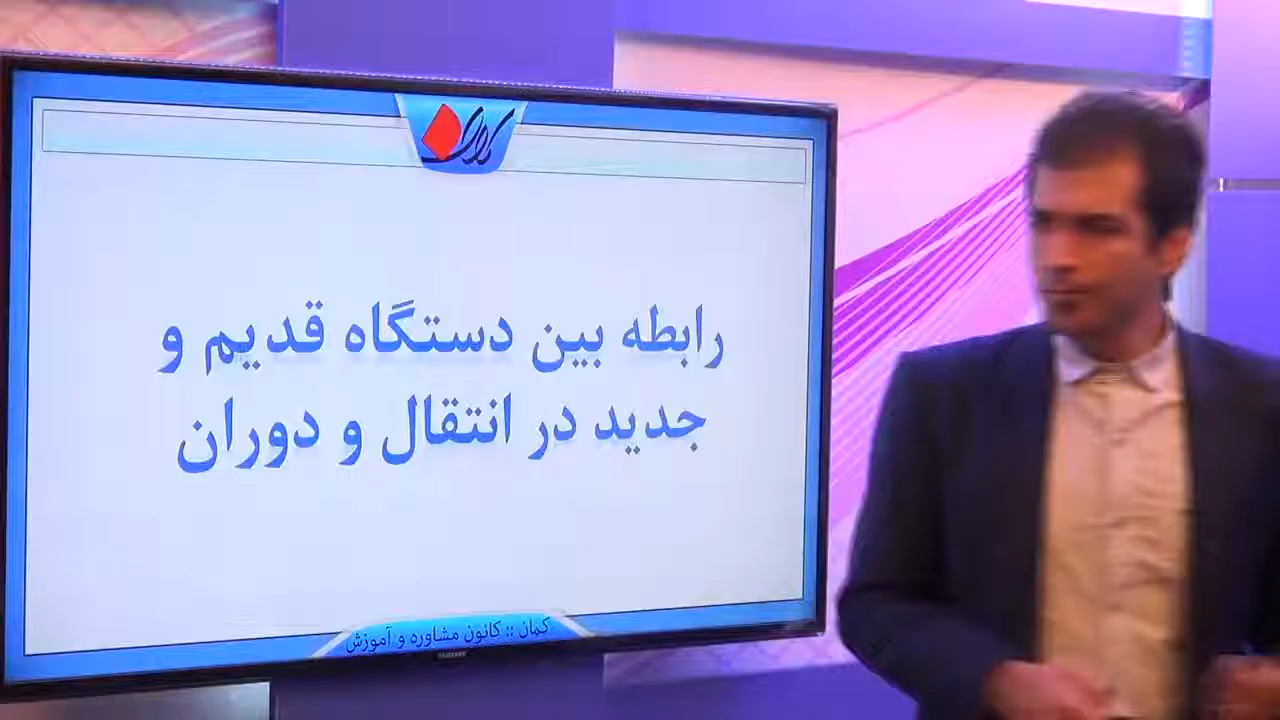 رابطه بین دستگاه قدیم و
جدید در انتقال و دوران
کمان :: کانون مشاوره و آموزش